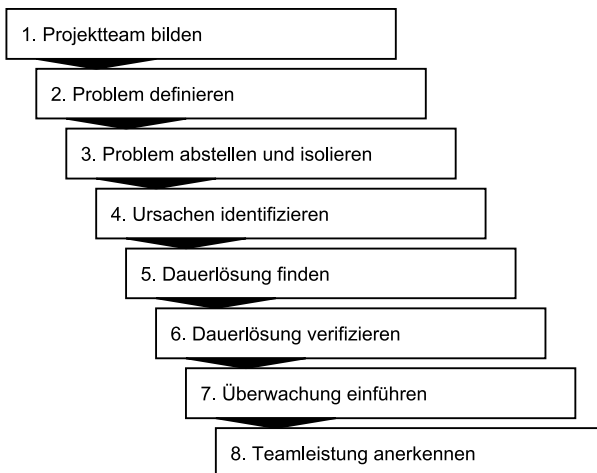 1. Projektteam bilden
2. Problem definieren
3. Problem abstellen und isolieren
4. Ursachen identifizieren
5. Dauerlösung finden
6. Dauerlösung verifizieren
7. Überwachung einführen
8. Teamleistung anerkennen